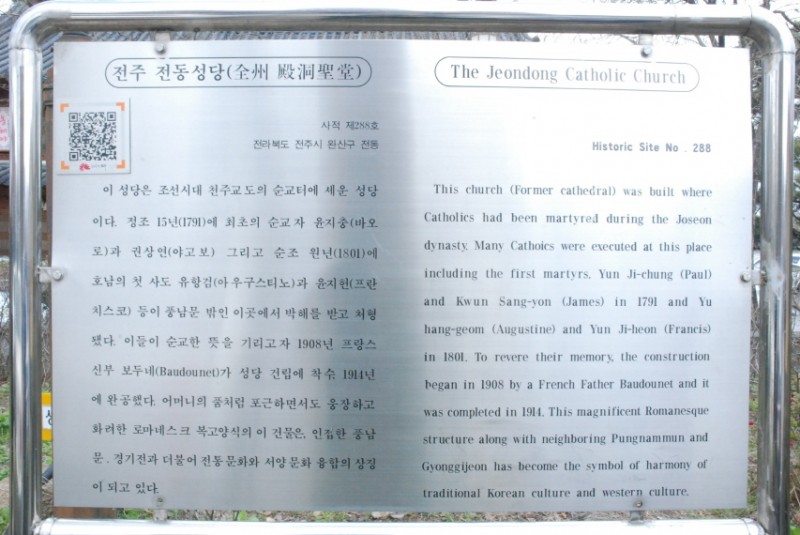 전주 전동성당(全州 殿洞聖堂)
사적 제288호
전라북도 전주시 완산구 전동
이 성당은 조선시대 천주교도의 순교터에 세운 성당
이다. 정조 15년(1791)에 최초의 순교자 윤지충(바오
로)과 권상연(야고보) 그리고 순조 원년(1801)에
호남의 첫 사도 유항검(아우구스티노)과 윤지헌(프란
치스코) 등이 풍남문 밖인 이곳에서 박해를 받고 처형
됐다. 이들이 순교한 뜻을 기리고자 1908년 프랑스
신부 보두네(Baudounet)가 성당 건립에 착수, 1914년
에 완공했다. 어머니의 품처럼 포근하면서도 웅장하고
화려한 로마네스크 복고양식의 이 건물은, 인접한 풍남
문, 경기전과 더불어 전통문화와 서양문화 융합의 상징
이 되고 있다.
The Jeondong Catholic Church
Historic Site No . 288
This church (Former cathedral) was built where
Catholics had been martyred during the Joseon
dynasty. Many Cathoics were executed at this place
including the first martyrs, Yun Ji-chung (Paul)
and Kwun Sang-yon (James) in 1791 and Yu
hang-geom (Augustine) and Yun Ji-heon (Francis)
in 1801. To revere their memory, the construction
began in 1908 by a French Father Baudounet and it
was completed in 1914. This magnificent Romanesque
structure along with neighboring Pungnammun and
Gyonggijeon has become the symbol of harmony of
traditional Korean culture and western culture.